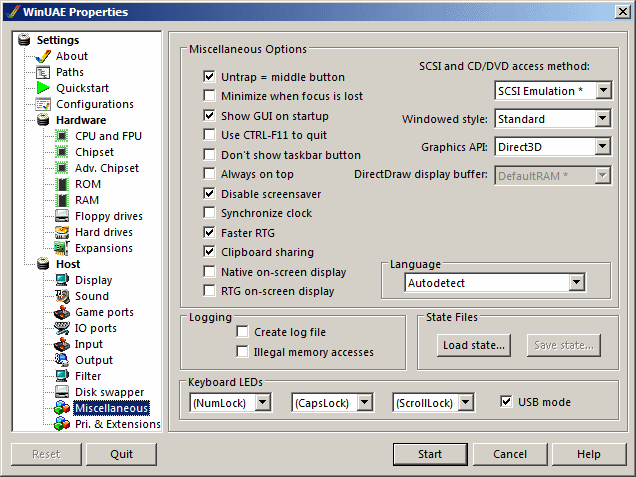 WinUAE Properties
Settings
About
Paths
Quickstart
Configurations
Hardware
CPU and FPU
Chipset
Adv. Chipset
ROM
RAM
Floppy drives
Hard drives
Expansions
Host
Display
Sound
Game ports
IO ports
Input
Output
Filter
Disk swapper
Miscellaneous
Pri. & Extensions
Miscellaneous Options
Untrap = middle button
Minimize when focus is lost
Show GUI on startup
Use CTRL-F11 to quit
Don't show taskbar button
Always on top
Disable screensaver
Synchronize clock
Faster RTG
Clipboard sharing
Native on-screen display
RTG on-screen display
SCSI and CD/DVD access method:
SCSI Emulation *
Windowed style: Standard
Graphics API: Direct3D
DirectDraw display buffer: DefaultRAM *
Language
Autodetect
Logging
Create log file
Illegal memory accesses
State Files
Load state... Save state...
Keyboard LEDs
(NumLock) (CapsLock) (ScrollLock) USB mode
Reset Quit Start Cancel Help